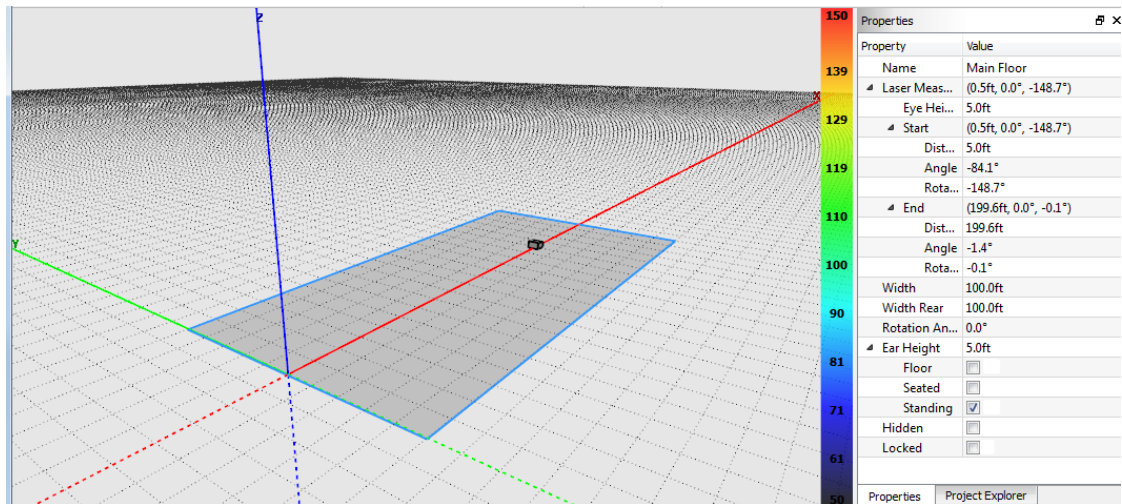 Z
X
Y
150
139
129
119
110
100
90
81
71
61
50
Properties
Property Value
Name Main Floor
Laser Meas... (0.5ft, 0.0°, -148.7°)
Eye Hei... 5.0ft
Start (0.5ft, 0.0°, -148.7°)
Dist... 5.0ft
Angle -84.1°
Rota... -148.7°
End (199.6ft, 0.0°, -0.1°)
Dist... 199.6ft
Angle -1.4°
Rota... -0.1°
Width 100.0ft
Width Rear 100.0ft
Rotation An... 0.0°
Ear Height 5.0ft
Floor
Seated
Standing
Hidden
Locked
Properties Project Explorer